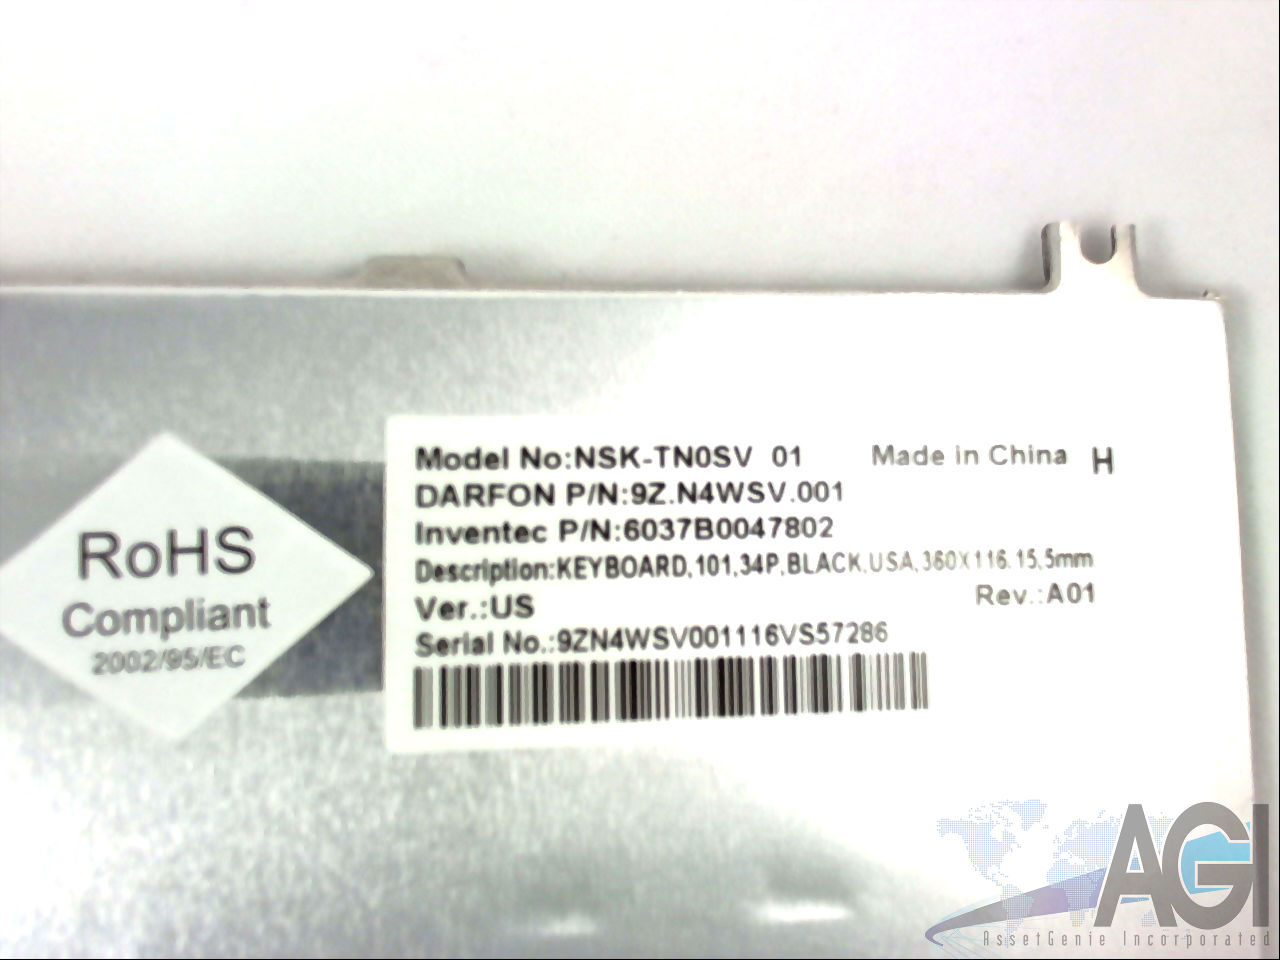 Model No:NSK-TN0SV 01 Made in China H
DARFON P/N:9Z.N4WSV.001
Inventec P/N:6037B0047802
Description:KEYBOARD,101,34P,BLACK,USA,360X116.15,5mm
Ver.:US Rev.:A01
Serial No.:9ZN4WSV001116VS57286
RoHS
Compliant
2002/95/EC
AGI
AssetGenie Incorporated